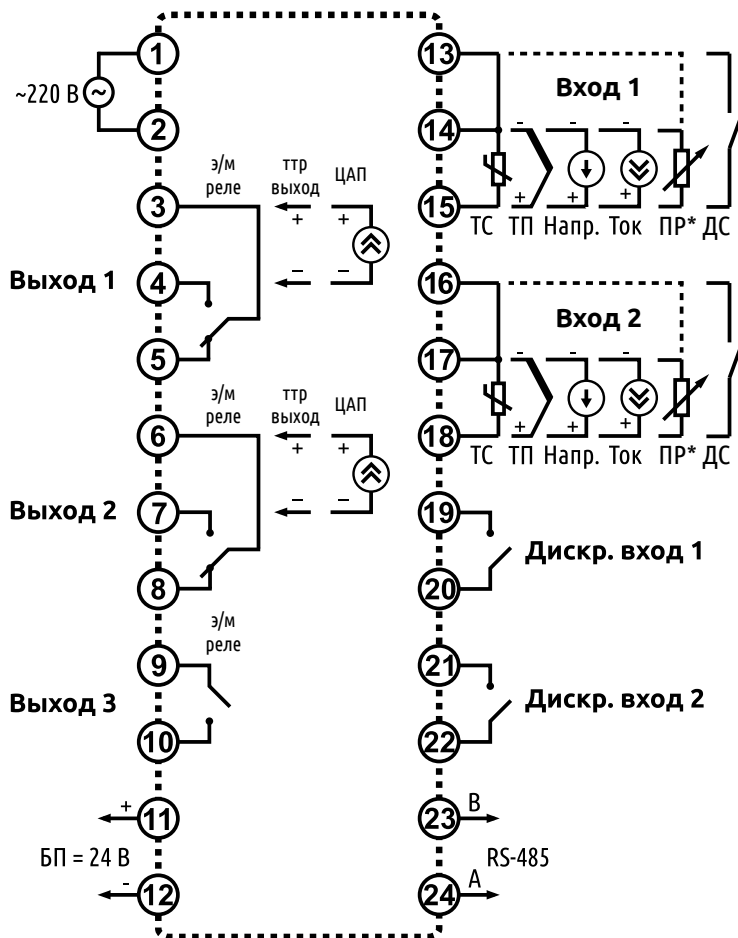 1
~220 В
2
э/м реле
ттр выход
ЦАП
3
+ +
Выход 1
4
– –
5
э/м реле
ттр выход
ЦАП
6
+ +
Выход 2
7
– –
8
э/м реле
9
Выход 3
10
11
+
БП = 24 В
12
-
13
Вход 1
14
- - - -
15
+ + + +
ТС ТП Напр. Ток ПР* ДС
16
Вход 2
17
- - - -
18
+ + + +
ТС ТП Напр. Ток ПР* ДС
19
Дискр. вход 1
20
21
Дискр. вход 2
22
23
B
RS-485
24
A